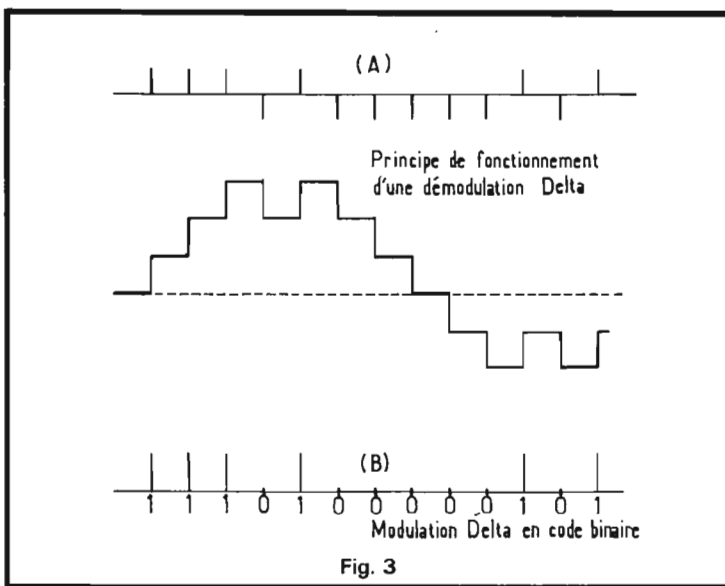 (A)
Principe de fonctionnement
d'une démodulation Delta
(B)
1 1 1 0 1 0 0 0 0 0 1 0 1
Modulation Delta en code binaire
Fig. 3